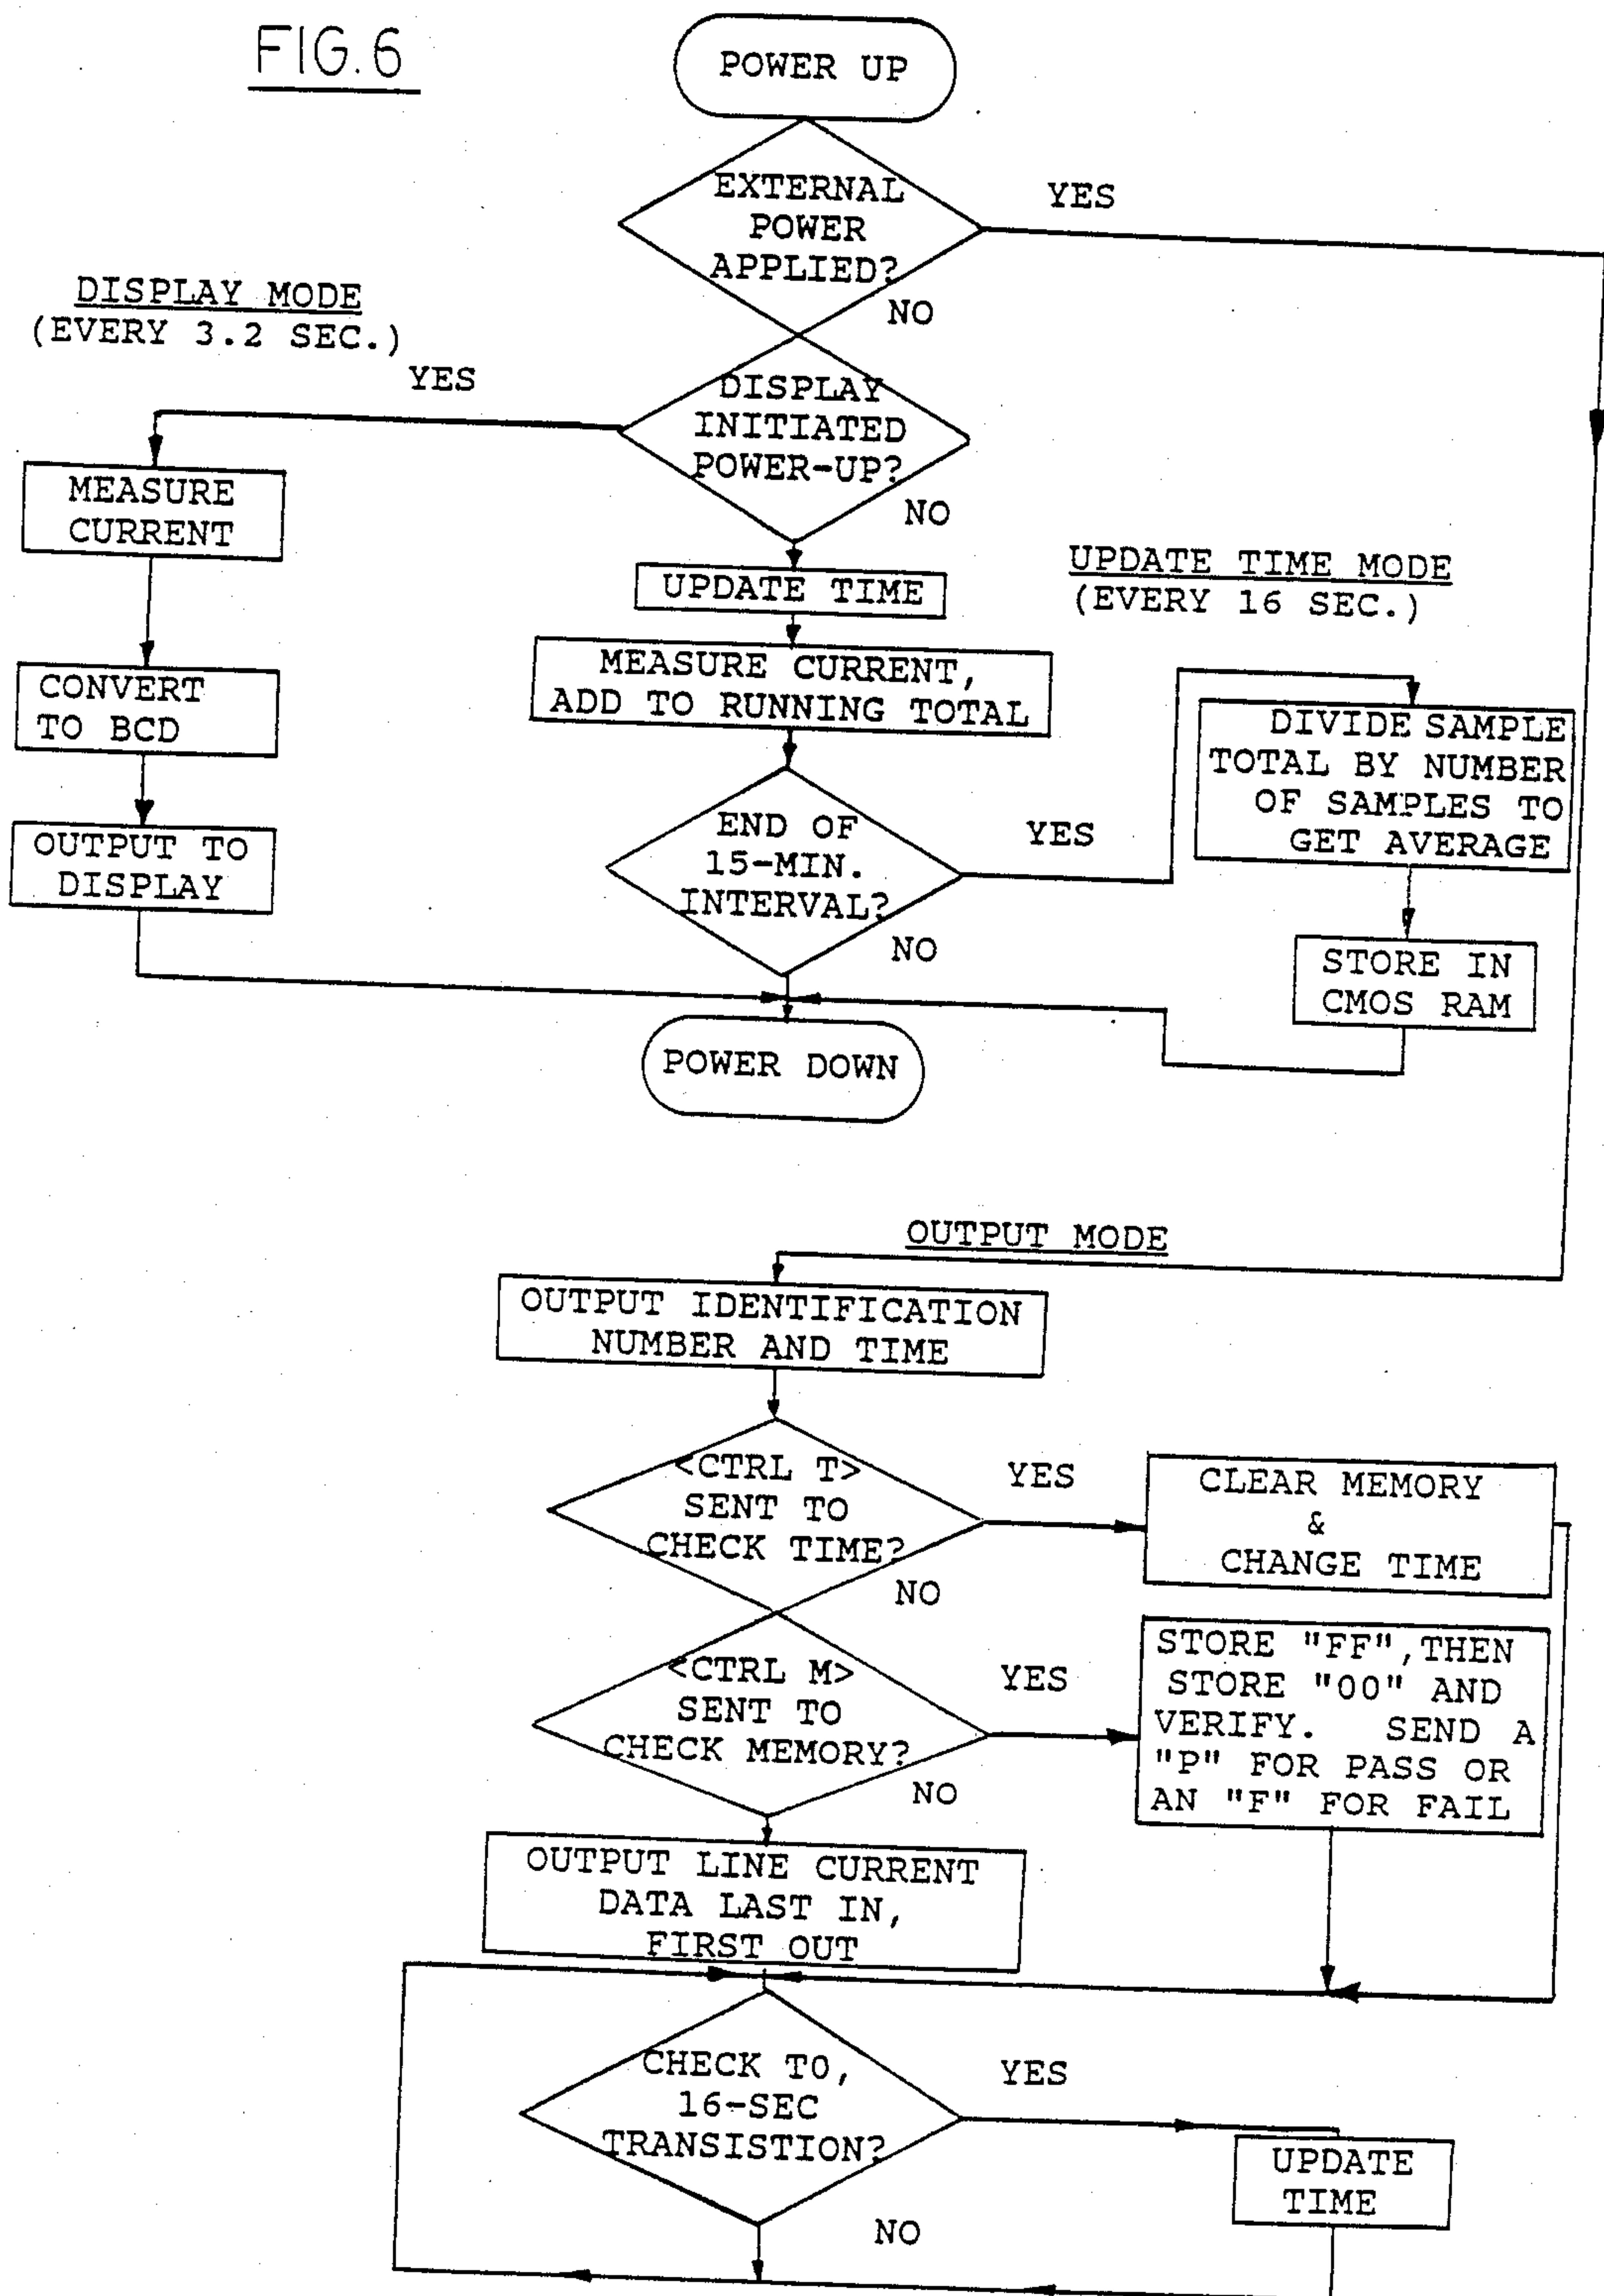 FIG.6
POWER UP
EXTERNAL
POWER
APPLIED?
YES
NO
DISPLAY MODE
(EVERY 3.2 SEC.)
YES
DISPLAY
INITIATED
POWER-UP?
NO
MEASURE
CURRENT
CONVERT
TO BCD
OUTPUT TO
DISPLAY
UPDATE TIME
UPDATE TIME MODE
(EVERY 16 SEC.)
MEASURE CURRENT,
ADD TO RUNNING TOTAL
END OF
15-MIN.
INTERVAL?
YES
NO
DIVIDE SAMPLE
TOTAL BY NUMBER
OF SAMPLES TO
GET AVERAGE
STORE IN
CMOS RAM
POWER DOWN
OUTPUT MODE
OUTPUT IDENTIFICATION
NUMBER AND TIME
<CTRL T>
SENT TO
CHECK TIME?
YES
NO
CLEAR MEMORY
&
CHANGE TIME
<CTRL M>
SENT TO
CHECK MEMORY?
YES
NO
STORE "FF",THEN
STORE "00" AND
VERIFY. SEND A
"P" FOR PASS OR
AN "F" FOR FAIL
OUTPUT LINE CURRENT
DATA LAST IN,
FIRST OUT
CHECK T0,
16-SEC
TRANSISTION?
YES
NO
UPDATE
TIME